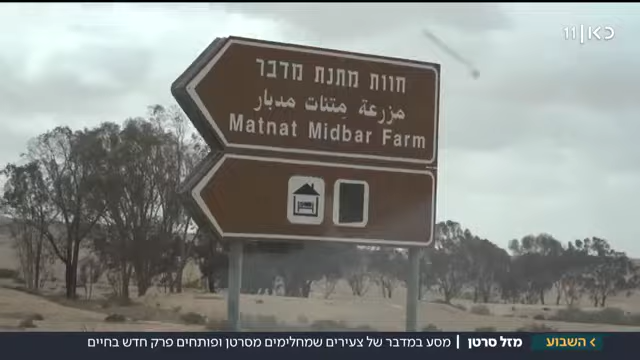 כאן 11
חוות מתנת מדבר
مزرعة مِتنات مدبار
Matnat Midbar Farm
השבוע
מזל סרטן | מסע במדבר של צעירים שמחלימים מסרטן ופותחים פרק חדש בחיים